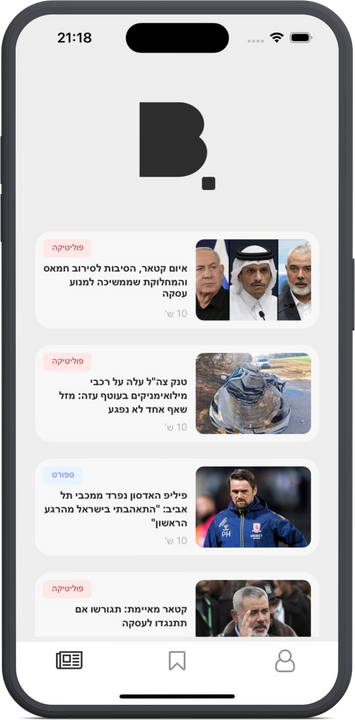 21:18
B.
פוליטיקה
איום קטאר, הסיבות לסירוב חמאס
והמחלוקת שממשיכה למנוע
עסקה
10 ש'
פוליטיקה
טנק צה"ל עלה על רכבי
מילואימניקים בעוטף עזה: מזל
שאף אחד לא נפגע
10 ש'
ספורט
פיליפ האדסון נפרד ממכבי תל
אביב: "התאהבתי בישראל מהרגע
הראשון"
PH
10 ש'
פוליטיקה
קטאר מאיימת: תגורשו אם
תתנגדו לעסקה